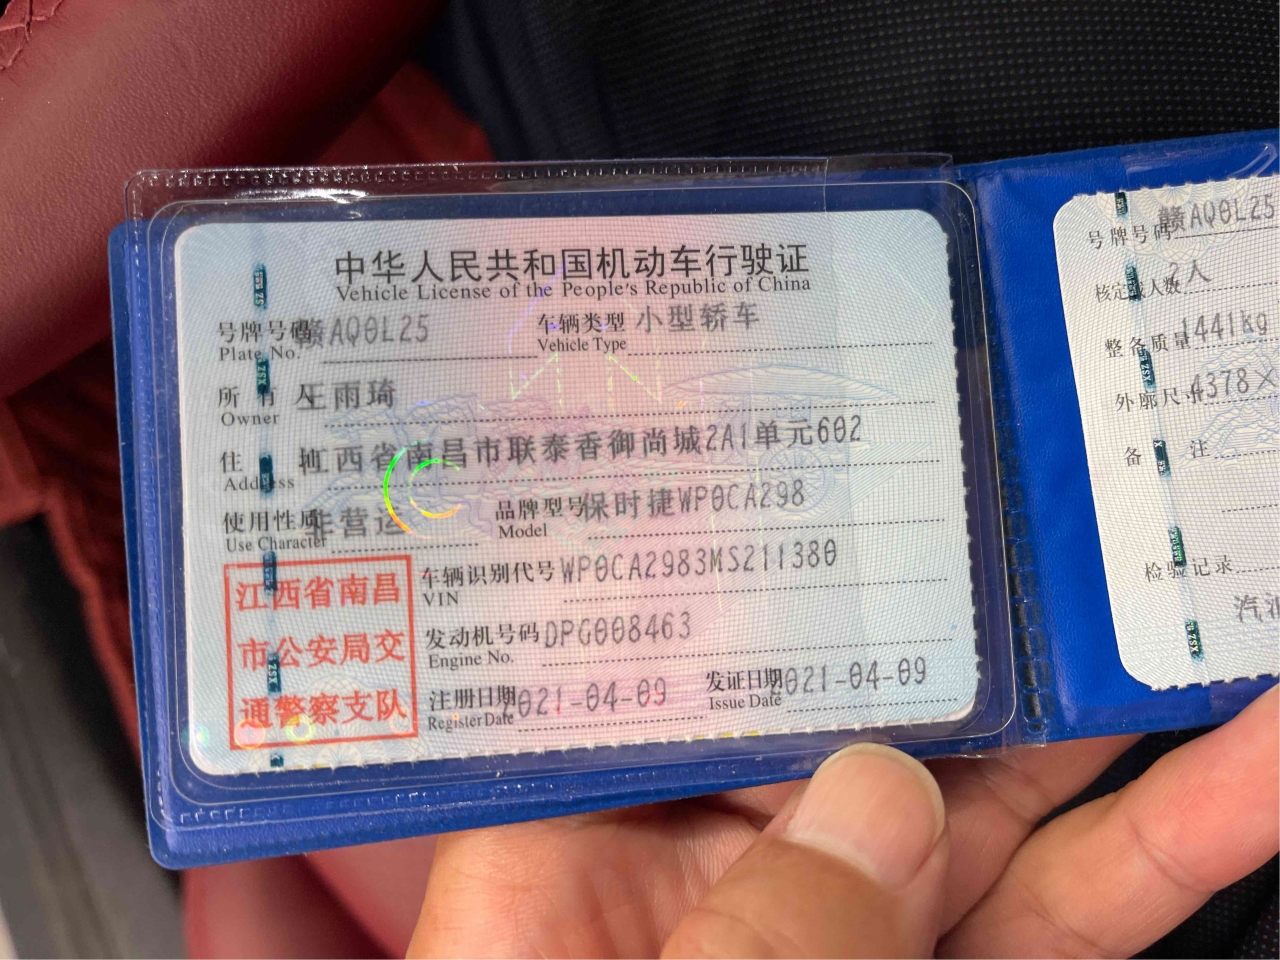 中华人民共和国机动车行驶证
Vehicle License of the People's Republic of China
号牌号码 赣AQ0L25 车辆类型 小型轿车
Plate No. Vehicle Type
所有人 王雨琦
Owner
住址 江西省南昌市联泰香御尚城2A1单元602
Address
使用性质 非营运 品牌型号 保时捷WP0CA298
Use Character Model
江西省南昌
市公安局交
通警察支队
车辆识别代号 WP0CA2983MS211380
VIN
发动机号码 DPG008463
Engine No.
注册日期 021-04-09 发证日期 021-04-09
Register Date Issue Date
号牌号码 赣AQ0L25
核定载人数 2人
整备质量 1441kg
外廓尺 4378×
备注
检验记录
汽油